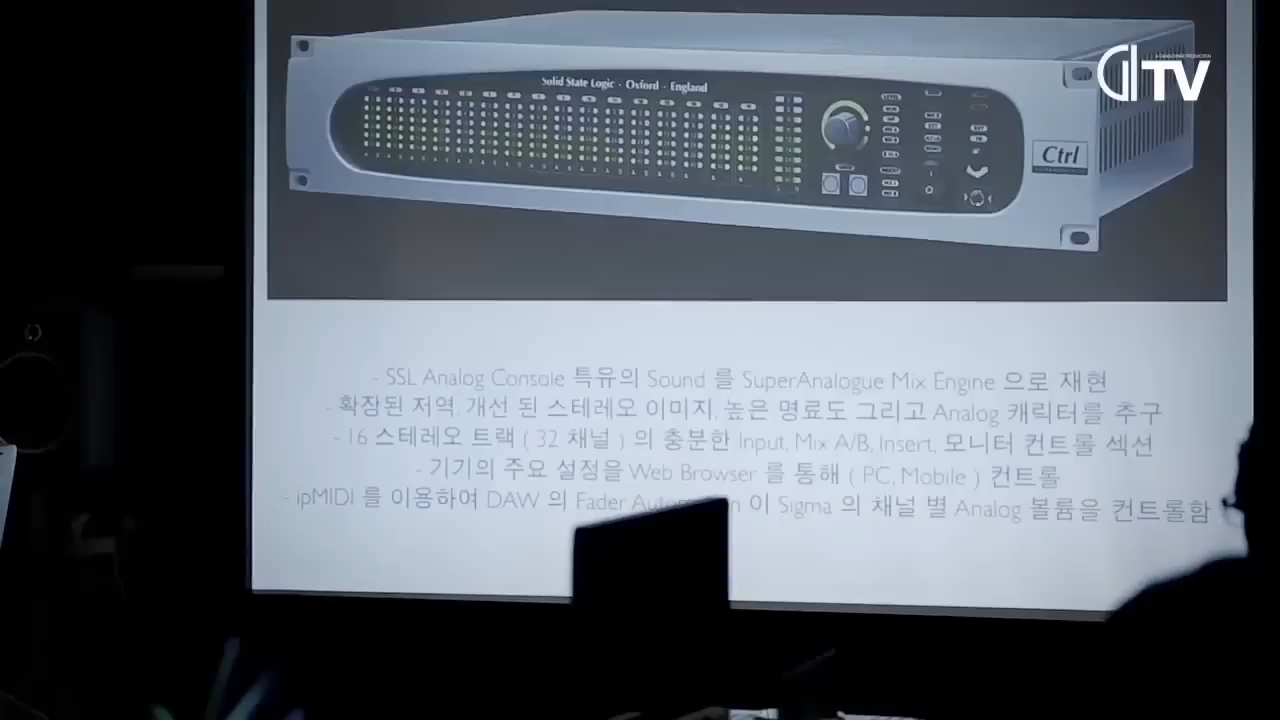 Solid State Logic · Oxford · England
TV
Ctrl
- SSL Analog Console 특유의 Sound 를 SuperAnalogue Mix Engine 으로 재현
- 확장된 저역, 개선 된 스테레오 이미지, 높은 명료도 그리고 Analog 캐릭터를 추구
- 16 스테레오 트랙 ( 32 채널 ) 의 충분한 Input, Mix A/B, Insert, 모니터 컨트롤 섹션
- 기기의 주요 설정을 Web Browser 를 통해 ( PC, Mobile ) 컨트롤
- ipMIDI 를 이용하여 DAW 의 Fader 이 Sigma 의 채널 별 Analog 볼륨을 컨트롤함